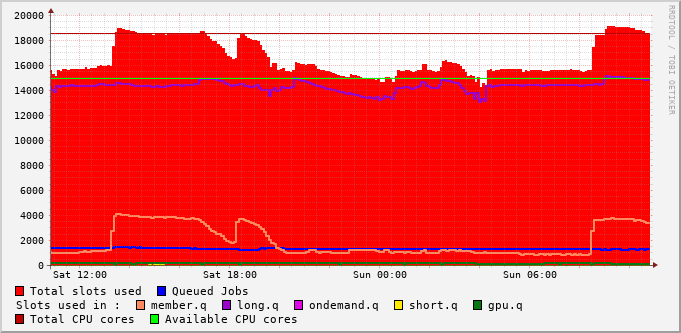 20000
18000
16000
14000
12000
10000
8000
6000
4000
2000
0
Sat 12:00 Sat 18:00 Sun 00:00 Sun 06:00
RRDTOOL / TOBI OETIKER
Total slots used Queued Jobs
Slots used in : member.q long.q ondemand.q short.q gpu.q
Total CPU cores Available CPU cores